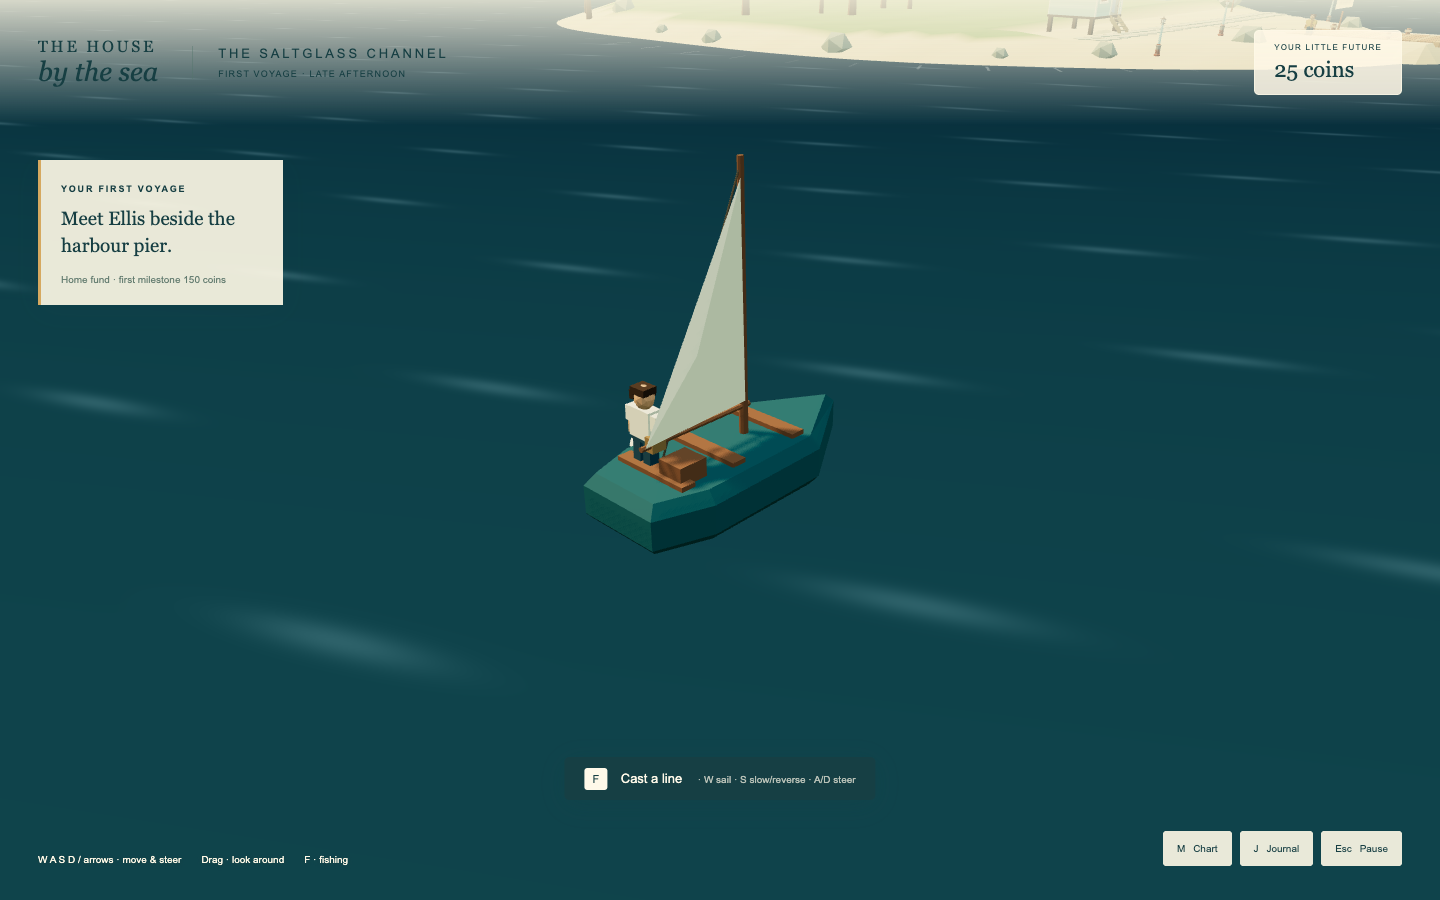 THE HOUSE
by the sea
THE SALTGLASS CHANNEL
FIRST VOYAGE · LATE AFTERNOON
YOUR LITTLE FUTURE
25 coins
YOUR FIRST VOYAGE
Meet Ellis beside the
harbour pier.
Home fund · first milestone 150 coins
F Cast a line · W sail · S slow/reverse · A/D steer
W A S D / arrows · move & steer Drag · look around F · fishing
M Chart J Journal Esc Pause